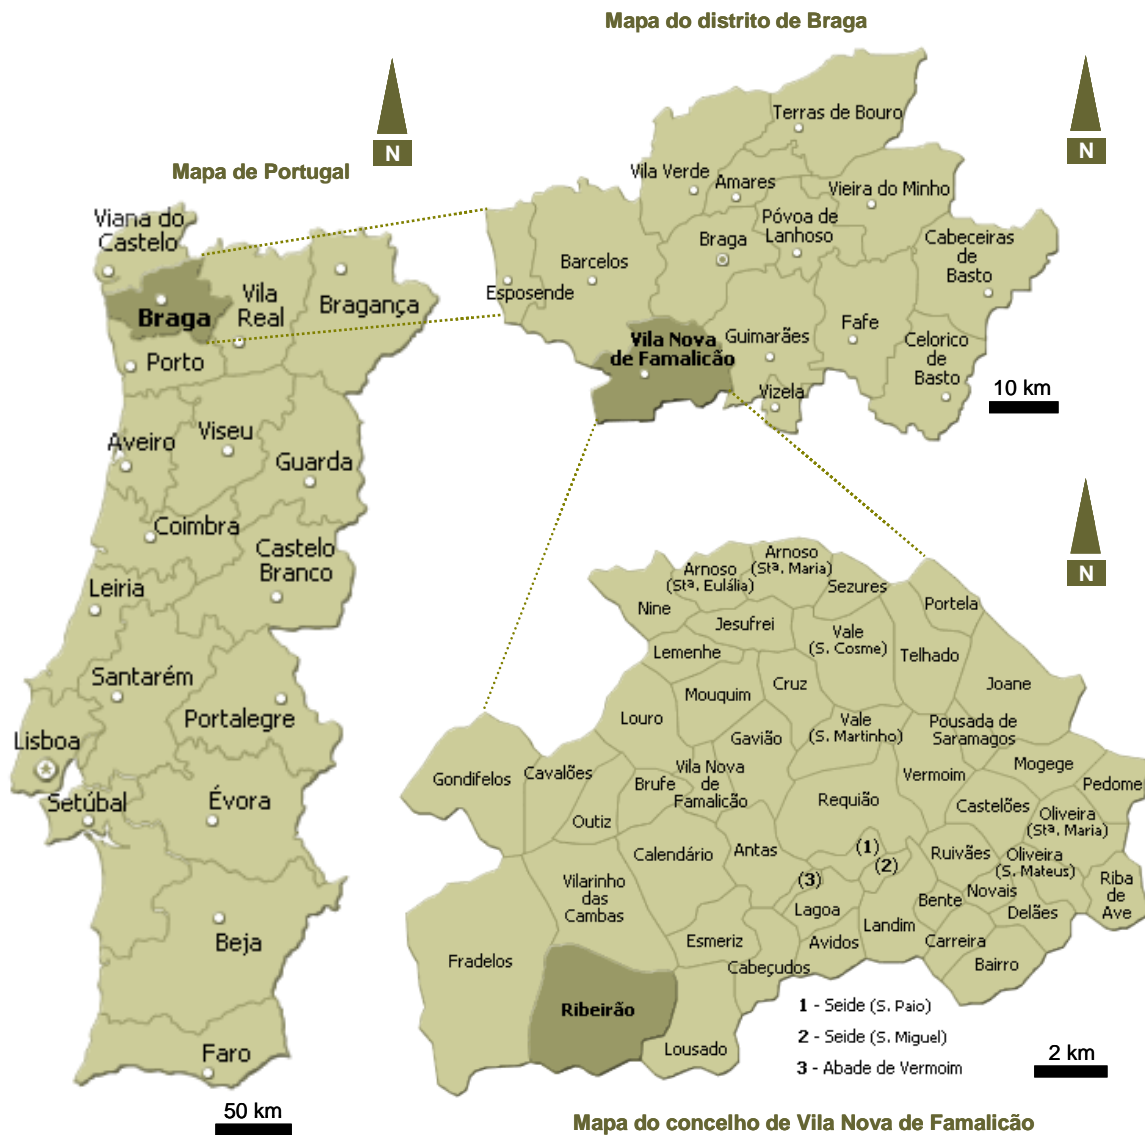 Mapa do distrito de Braga
N
Terras de Bouro
Vila Verde
Amares
Vieira do Minho
Póvoa de
Lanhoso
Braga
Cabeceiras
de
Basto
Barcelos
Esposende
Vila Nova
de Famalicão
Guimarães
Fafe
Celorico
de
Basto
Vizela
10 km
N
Mapa de Portugal
Viana do
Castelo
Braga
Vila
Real
Bragança
Porto
Aveiro
Viseu
Guarda
Coimbra
Castelo
Branco
Leiria
Santarém
Portalegre
Lisboa
Setúbal
Évora
Beja
Faro
50 km
N
Arnoso
(Stª. Eulália)
Arnoso
(Stª. Maria)
Sezures
Portela
Nine
Jesufrei
Vale
(S. Cosme)
Telhado
Lemenhe
Mouquim
Cruz
Joane
Louro
Gavião
Vale
(S. Martinho)
Pousada de
Saramagos
Gondifelos
Cavalões
Brufe
Vila Nova
de
Famalicão
Vermoim
Mogege
Pedome
Outiz
Requião
Castelões
Oliveira
(Stª. Maria)
Calendário
Antas
(1)
(2)
(3)
Ruivães
Oliveira
(S. Mateus)
Riba
de
Ave
Vilarinho
das
Cambas
Lagoa
Landim
Bente
Novais
Delães
Fradelos
Esmeriz
Avidos
Carreira
Cabeçudos
Bairro
Ribeirão
Lousado
1 - Seide (S. Paio)
2 - Seide (S. Miguel)
3 - Abade de Vermoim
2 km
Mapa do concelho de Vila Nova de Famalicão